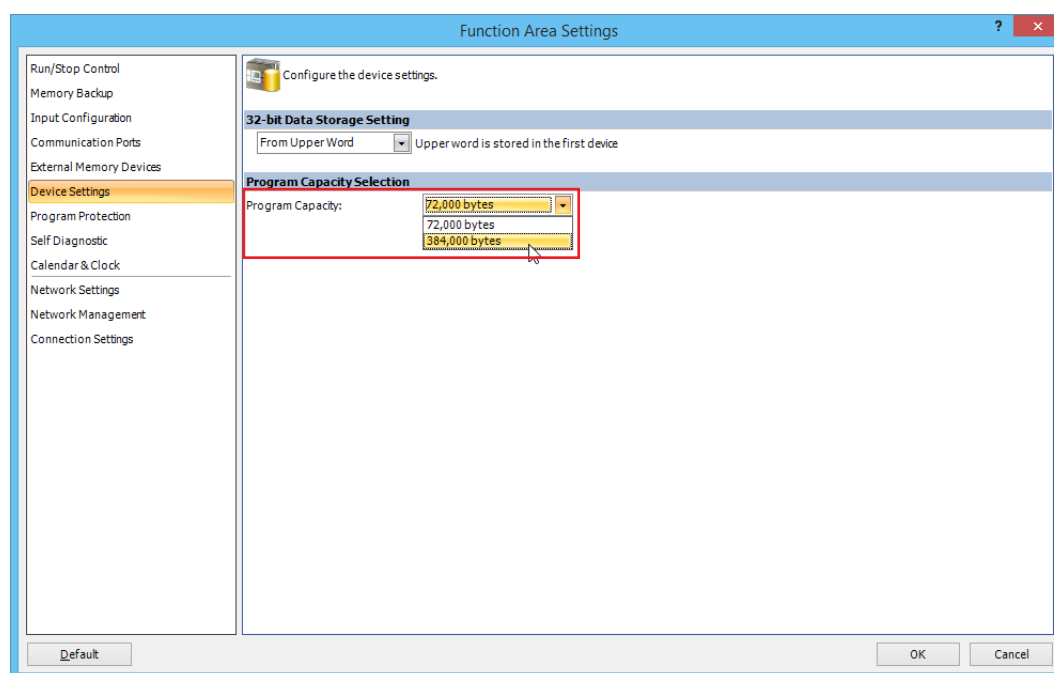 Function Area Settings
?
×
Run/Stop Control
Memory Backup
Input Configuration
Communication Ports
External Memory Devices
Device Settings
Program Protection
Self Diagnostic
Calendar & Clock
Network Settings
Network Management
Connection Settings
Configure the device settings.
32-bit Data Storage Setting
From Upper Word Upper word is stored in the first device
Program Capacity Selection
Program Capacity: 72,000 bytes
72,000 bytes
384,000 bytes
Default
OK
Cancel